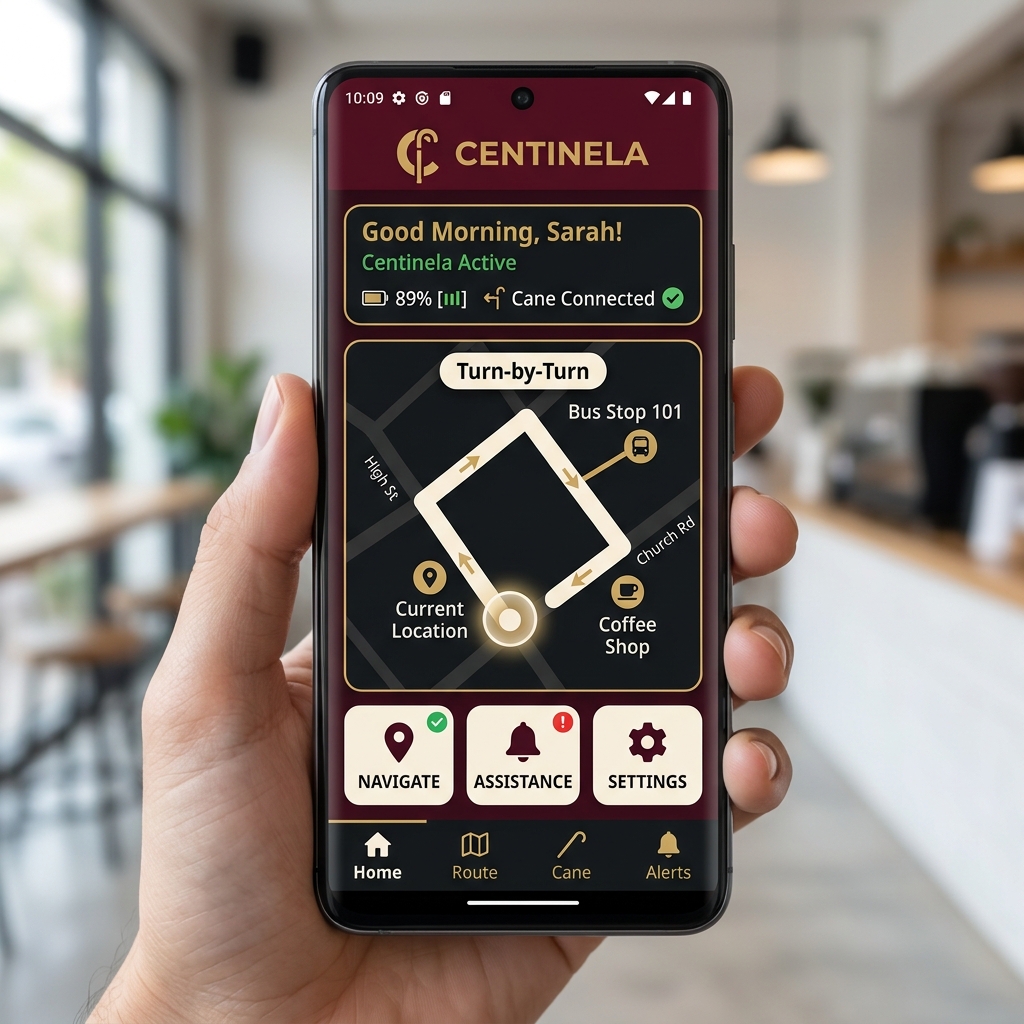 10:09
CENTINELA
Good Morning, Sarah!
Centinela Active
89% Cane Connected
Turn-by-Turn
Bus Stop 101
High St
Church Rd
Current
Location
Coffee
Shop
NAVIGATE ASSISTANCE SETTINGS
Home Route Cane Alerts